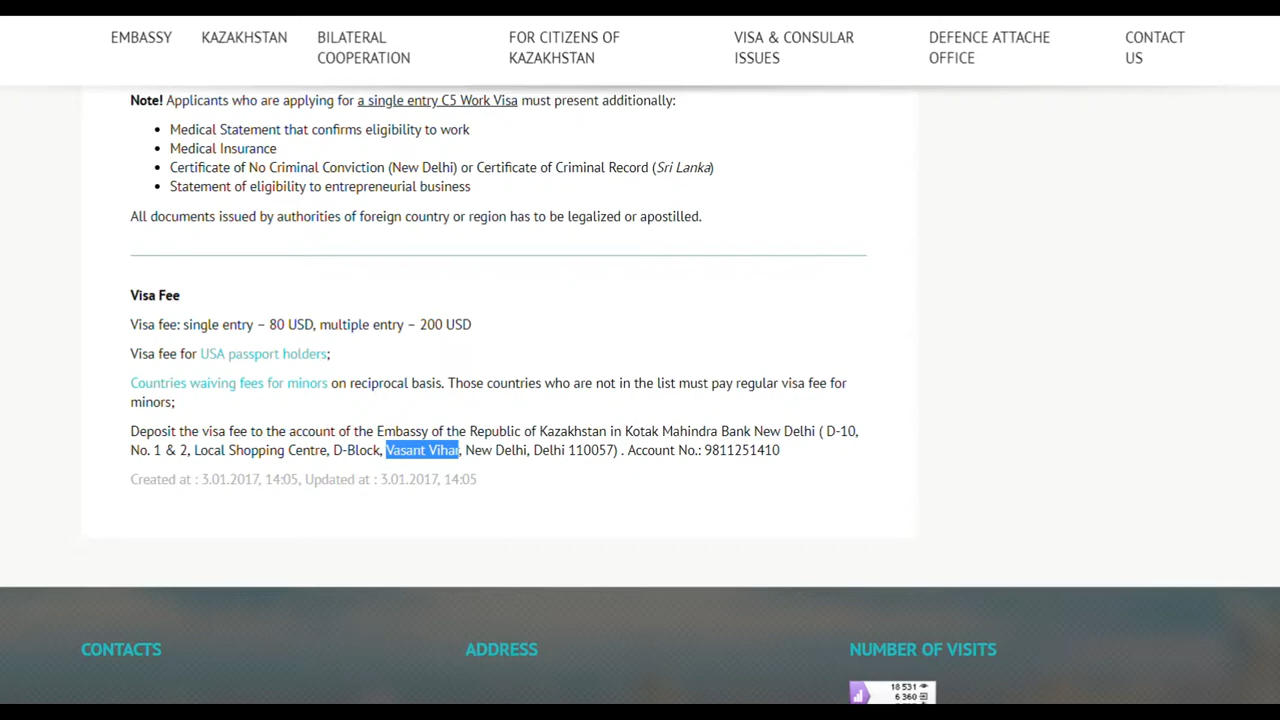 EMBASSY
KAZAKHSTAN
BILATERAL
COOPERATION
FOR CITIZENS OF
KAZAKHSTAN
VISA & CONSULAR
ISSUES
DEFENCE ATTACHE
OFFICE
CONTACT
US
Note! Applicants who are applying for a single entry C5 Work Visa must present additionally:
• Medical Statement that confirms eligibility to work
• Medical Insurance
• Certificate of No Criminal Conviction (New Delhi) or Certificate of Criminal Record (Sri Lanka)
• Statement of eligibility to entrepreneurial business
All documents issued by authorities of foreign country or region has to be legalized or apostilled.
Visa Fee
Visa fee: single entry – 80 USD, multiple entry – 200 USD
Visa fee for USA passport holders;
Countries waiving fees for minors on reciprocal basis. Those countries who are not in the list must pay regular visa fee for
minors;
Deposit the visa fee to the account of the Embassy of the Republic of Kazakhstan in Kotak Mahindra Bank New Delhi ( D-10,
No. 1 & 2, Local Shopping Centre, D-Block, Vasant Vihar, New Delhi, Delhi 110057) . Account No.: 9811251410
Created at : 3.01.2017, 14:05, Updated at : 3.01.2017, 14:05
CONTACTS
ADDRESS
NUMBER OF VISITS
18 531
6 360